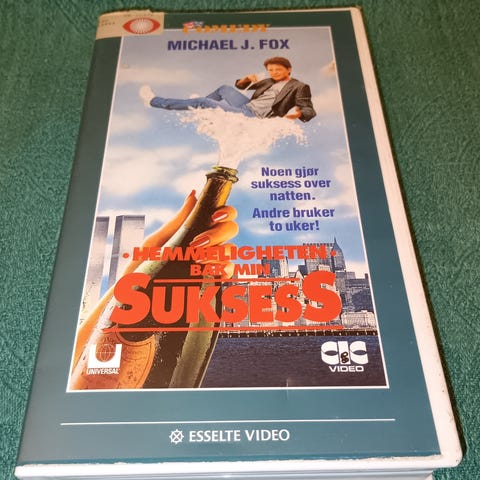 MICHAEL J. FOX
Noen gjør
suksess over
natten.
Andre bruker
to uker!
• HEMMELIGHETEN •
BAK MIN
SUKSESS
UNIVERSAL
CIC
VIDEO
ESSELTE VIDEO